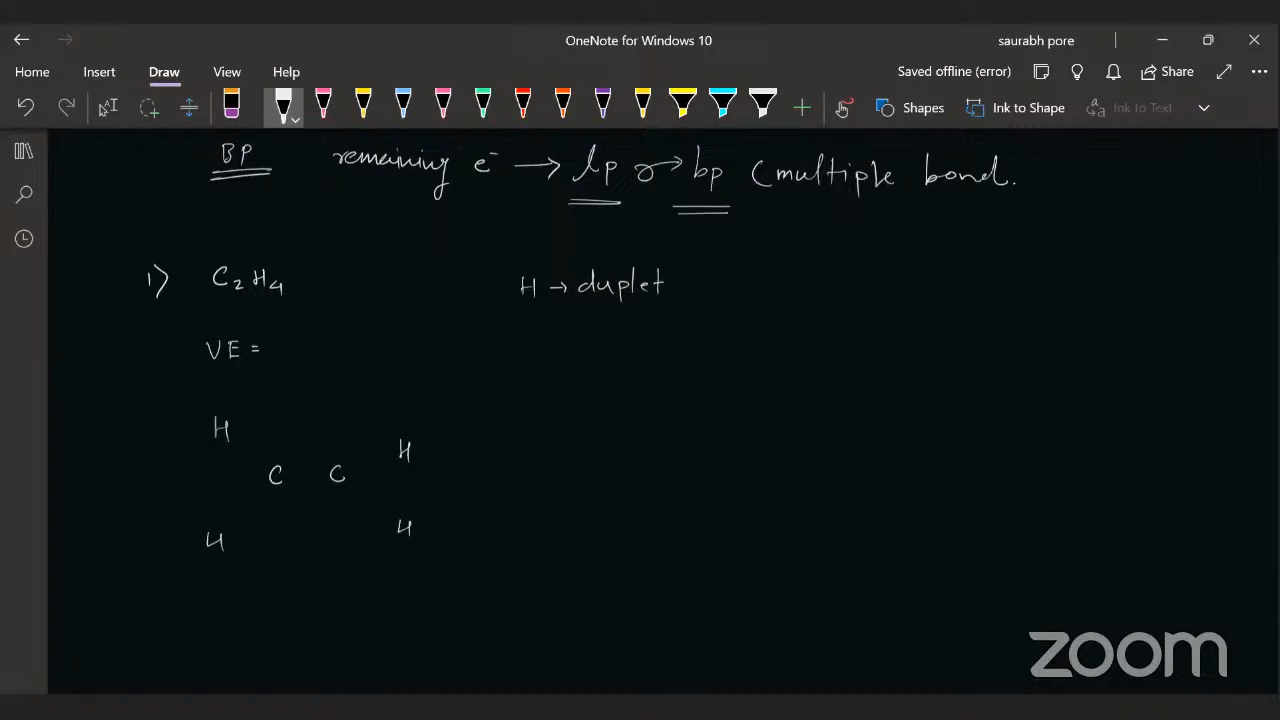 OneNote for Windows 10
saurabh pore
Home Insert Draw View Help
Saved offline (error) Share
Shapes Ink to Shape Ink to Text
BP remaining e⁻ → lp or → bp (multiple bond.
1) C₂H₄ H → duplet
VE =
H
H
C C
H
H
zoom